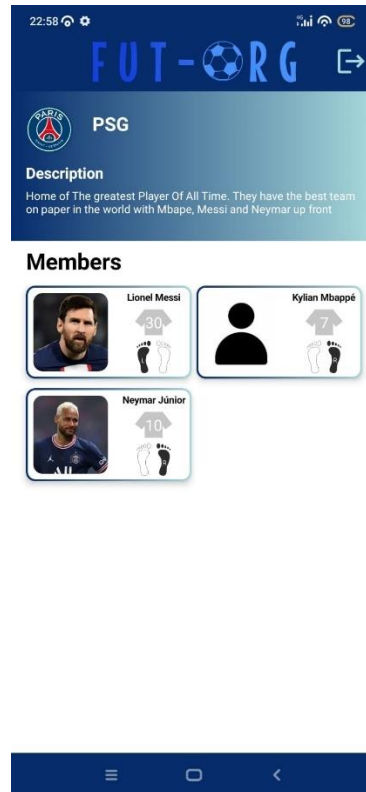 22:58
98
FUT-ORG
PARIS
PSG
Description
Home of The greatest Player Of All Time. They have the best team
on paper in the world with Mbape, Messi and Neymar up front
Members
Lionel Messi
30
Kylian Mbappé
7
Neymar Júnior
10